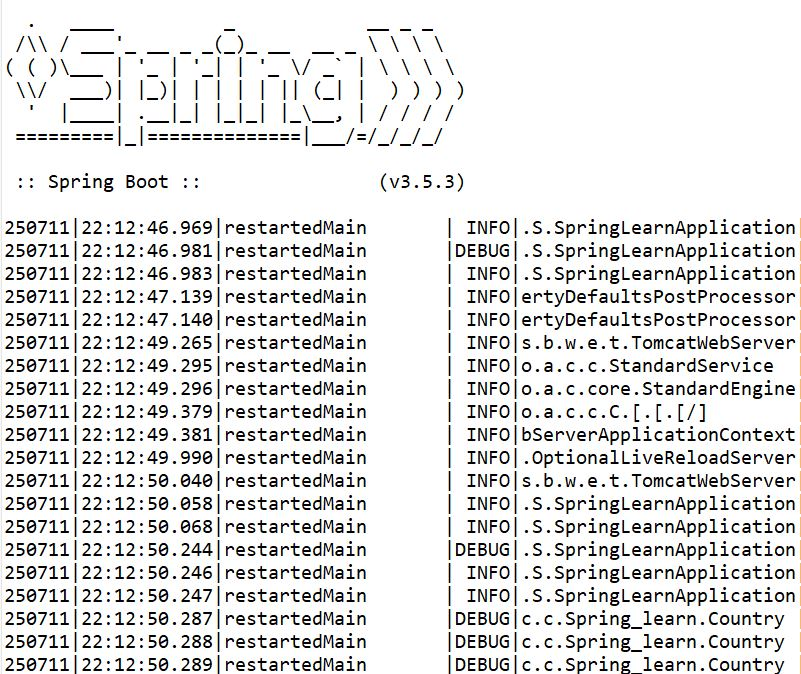 .   ____          _            __ _ _
 /\\ / ___'_ __ _ _(_)_ __  __ _ \ \ \ \
( ( )\___ | '_ | '_| | '_ \/ _` | \ \ \ \
 \\/  ___)| |_)| | | | | || (_| |  ) ) ) )
  '  |____| .__|_| |_|_| |_\__, | / / / /
 =========|_|==============|___/=/_/_/_/

 :: Spring Boot ::                (v3.5.3)

250711|22:12:46.969|restartedMain       | INFO|.S.SpringLearnApplication|
250711|22:12:46.981|restartedMain       |DEBUG|.S.SpringLearnApplication|
250711|22:12:46.983|restartedMain       | INFO|.S.SpringLearnApplication|
250711|22:12:47.139|restartedMain       | INFO|ertyDefaultsPostProcessor|
250711|22:12:47.140|restartedMain       | INFO|ertyDefaultsPostProcessor|
250711|22:12:49.265|restartedMain       | INFO|s.b.w.e.t.TomcatWebServer|
250711|22:12:49.295|restartedMain       | INFO|o.a.c.c.StandardService  |
250711|22:12:49.296|restartedMain       | INFO|o.a.c.core.StandardEngine|
250711|22:12:49.379|restartedMain       | INFO|o.a.c.c.C.[.[.[/]        |
250711|22:12:49.381|restartedMain       | INFO|bServerApplicationContext|
250711|22:12:49.990|restartedMain       | INFO|.OptionalLiveReloadServer|
250711|22:12:50.040|restartedMain       | INFO|s.b.w.e.t.TomcatWebServer|
250711|22:12:50.058|restartedMain       | INFO|.S.SpringLearnApplication|
250711|22:12:50.068|restartedMain       | INFO|.S.SpringLearnApplication|
250711|22:12:50.244|restartedMain       |DEBUG|.S.SpringLearnApplication|
250711|22:12:50.246|restartedMain       | INFO|.S.SpringLearnApplication|
250711|22:12:50.247|restartedMain       | INFO|.S.SpringLearnApplication|
250711|22:12:50.287|restartedMain       |DEBUG|c.c.Spring_learn.Country |
250711|22:12:50.288|restartedMain       |DEBUG|c.c.Spring_learn.Country |
250711|22:12:50.289|restartedMain       |DEBUG|c.c.Spring_learn.Country |